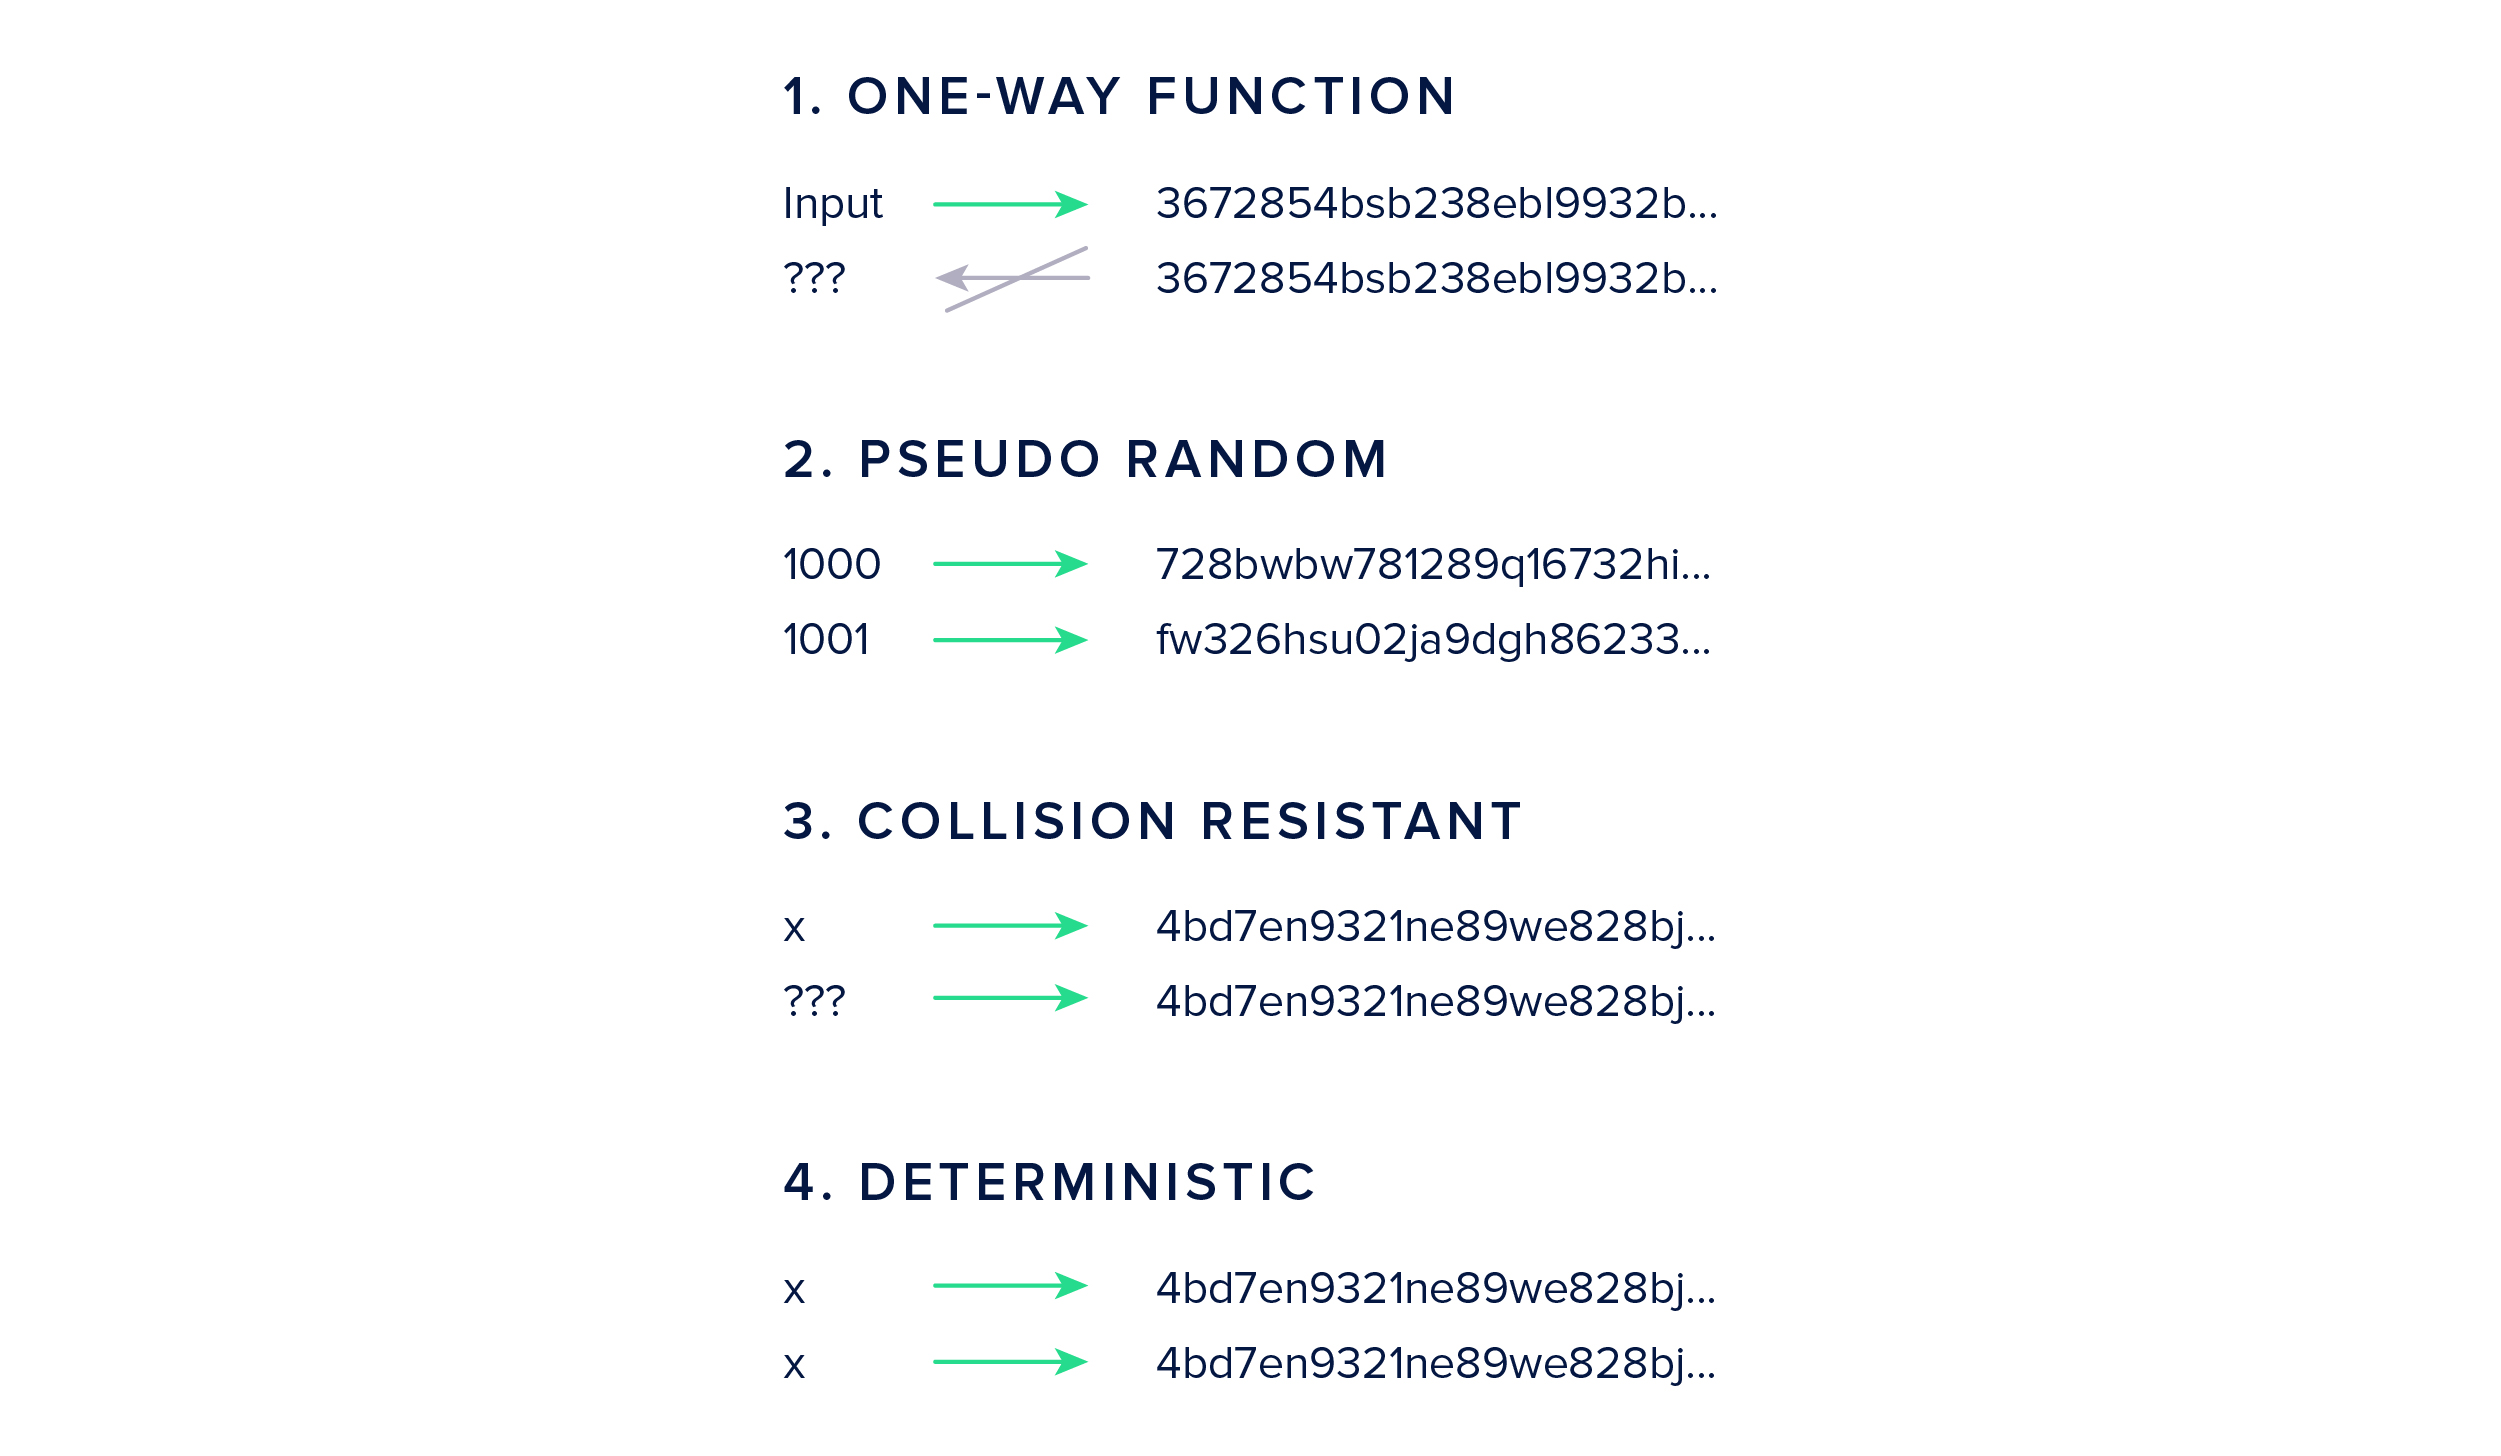 1. ONE-WAY FUNCTION
Input 3672854bsb238ebl9932b...
??? 3672854bsb238ebl9932b...
2. PSEUDO RANDOM
1000 728bwbw781289q16732hi...
1001 fw326hsu02ja9dgh86233...
3. COLLISION RESISTANT
x 4bd7en9321ne89we828bj...
??? 4bd7en9321ne89we828bj...
4. DETERMINISTIC
x 4bd7en9321ne89we828bj...
x 4bd7en9321ne89we828bj...